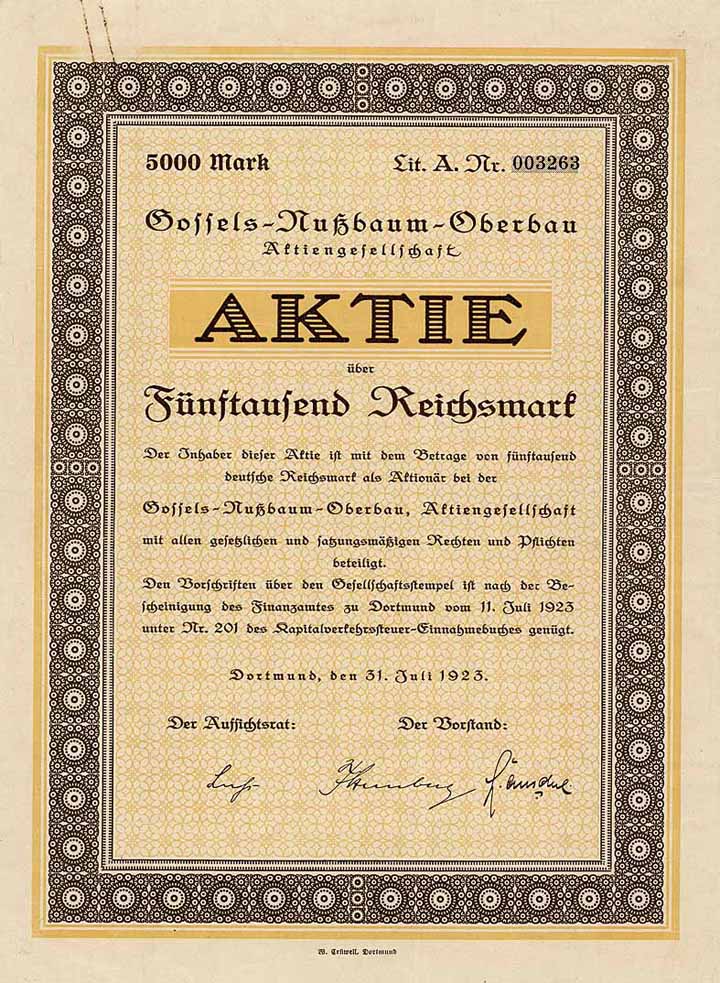 5000 Mark Lit. A. Nr. 003263
Gossels-Nußbaum-Oberbau
Aktiengesellschaft
AKTIE
über
Fünftausend Reichsmark
Der Inhaber dieser Aktie ist mit dem Betrage von fünftausend
deutsche Reichsmark als Aktionär bei der
Gossels-Nußbaum-Oberbau, Aktiengesellschaft
mit allen gesetzlichen und satzungsmäßigen Rechten und Pflichten
beteiligt.
Den Vorschriften über den Gesellschaftsstempel ist nach der Be-
scheinigung des Finanzamtes zu Dortmund vom 11. Juli 1923
unter Nr. 201 des Kapitalverkehrssteuer-Einnahmebuches genügt.
Dortmund, den 31. Juli 1923.
Der Aufsichtsrat: Der Vorstand:
W. Crüwell, Dortmund